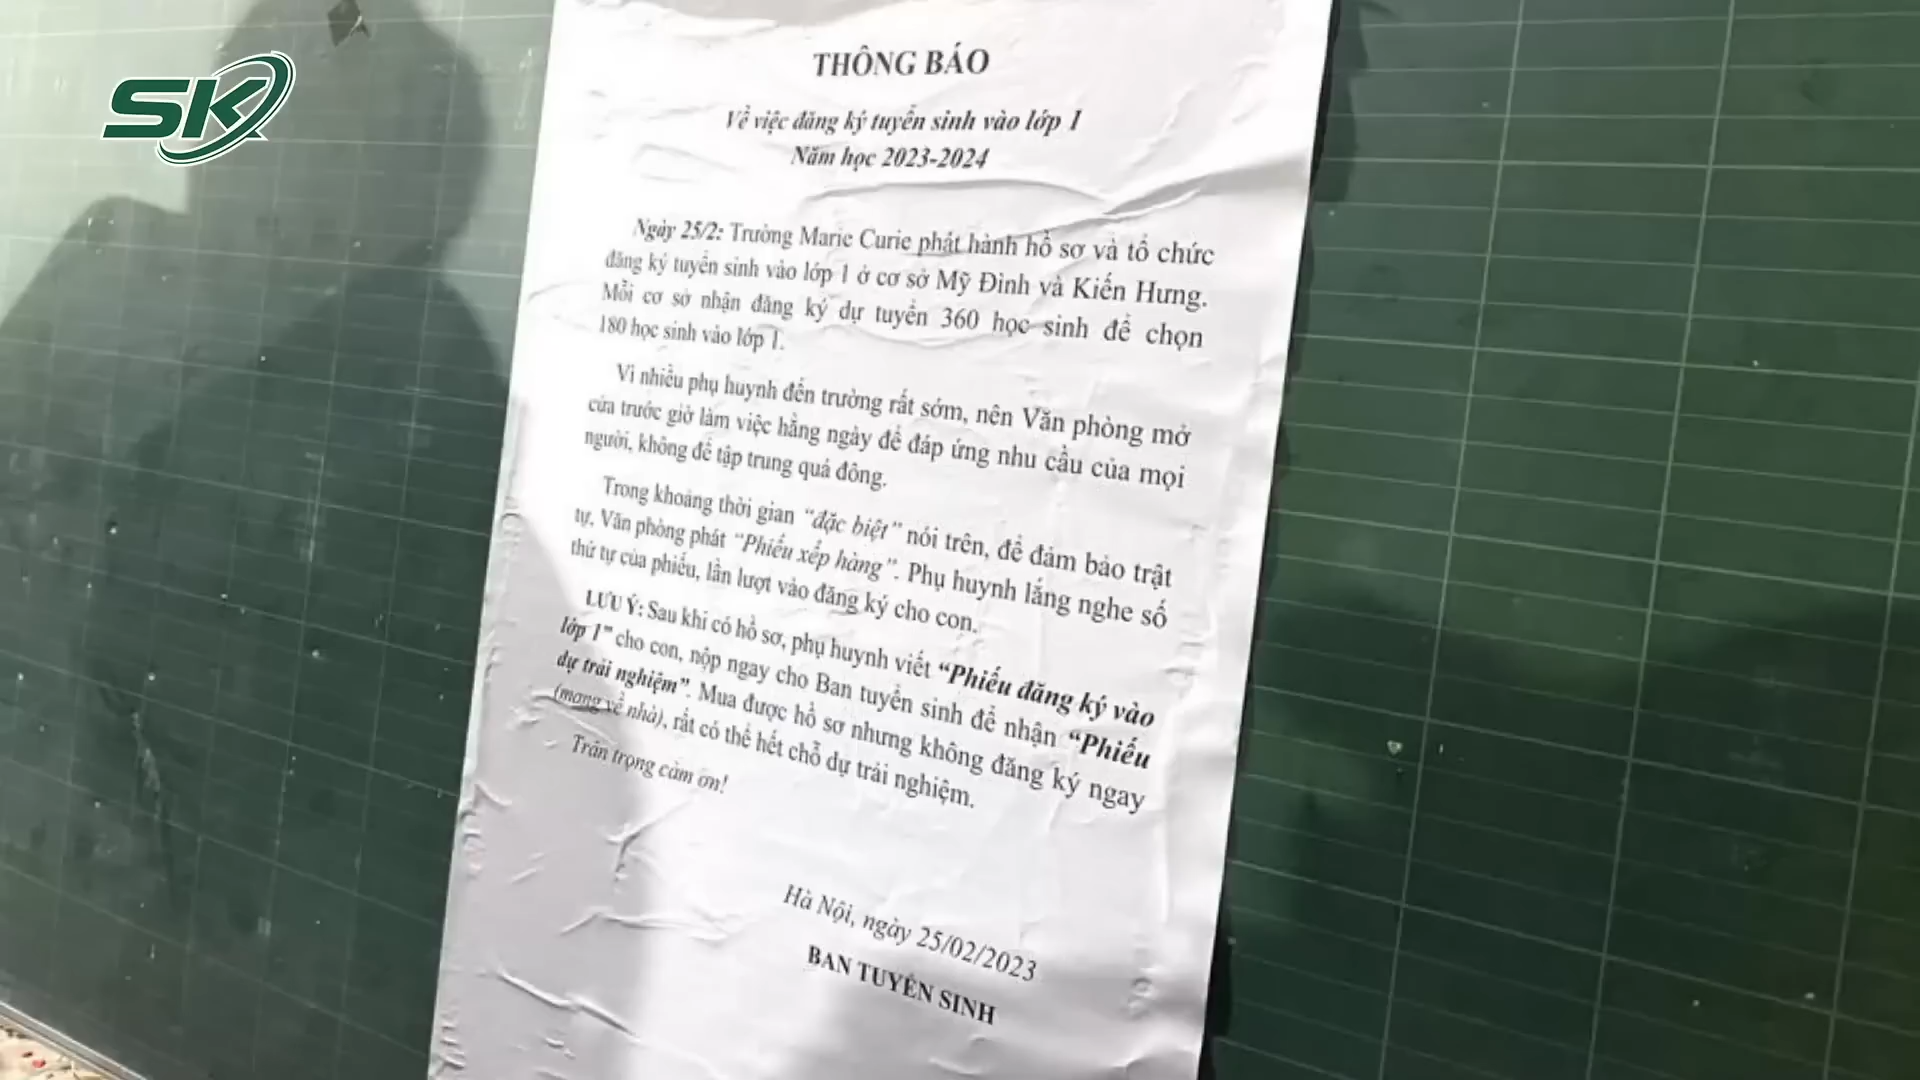 SK
THÔNG BÁO
Về việc đăng ký tuyển sinh vào lớp 1
Năm học 2023-2024
Ngày 25/2: Trường Marie Curie phát hành hồ sơ và tổ chức
đăng ký tuyển sinh vào lớp 1 ở cơ sở Mỹ Đình và Kiến Hưng.
Mỗi cơ sở nhận đăng ký dự tuyển 360 học sinh để chọn
180 học sinh vào lớp 1.
Vì nhiều phụ huynh đến trường rất sớm, nên Văn phòng mở
cửa trước giờ làm việc hằng ngày để đáp ứng nhu cầu của mọi
người, không để tập trung quá đông.
Trong khoảng thời gian "đặc biệt" nói trên, để đảm bảo trật
tự, Văn phòng phát "Phiếu xếp hàng". Phụ huynh lắng nghe số
thứ tự của phiếu, lần lượt vào đăng ký cho con.
LƯU Ý: Sau khi có hồ sơ, phụ huynh viết "Phiếu đăng ký vào
lớp 1" cho con, nộp ngay cho Ban tuyển sinh để nhận "Phiếu
dự trải nghiệm". Mua được hồ sơ nhưng không đăng ký ngay
(mang về nhà), rất có thể hết chỗ dự trải nghiệm.
Trân trọng cảm ơn!
Hà Nội, ngày 25/02/2023
BAN TUYỂN SINH